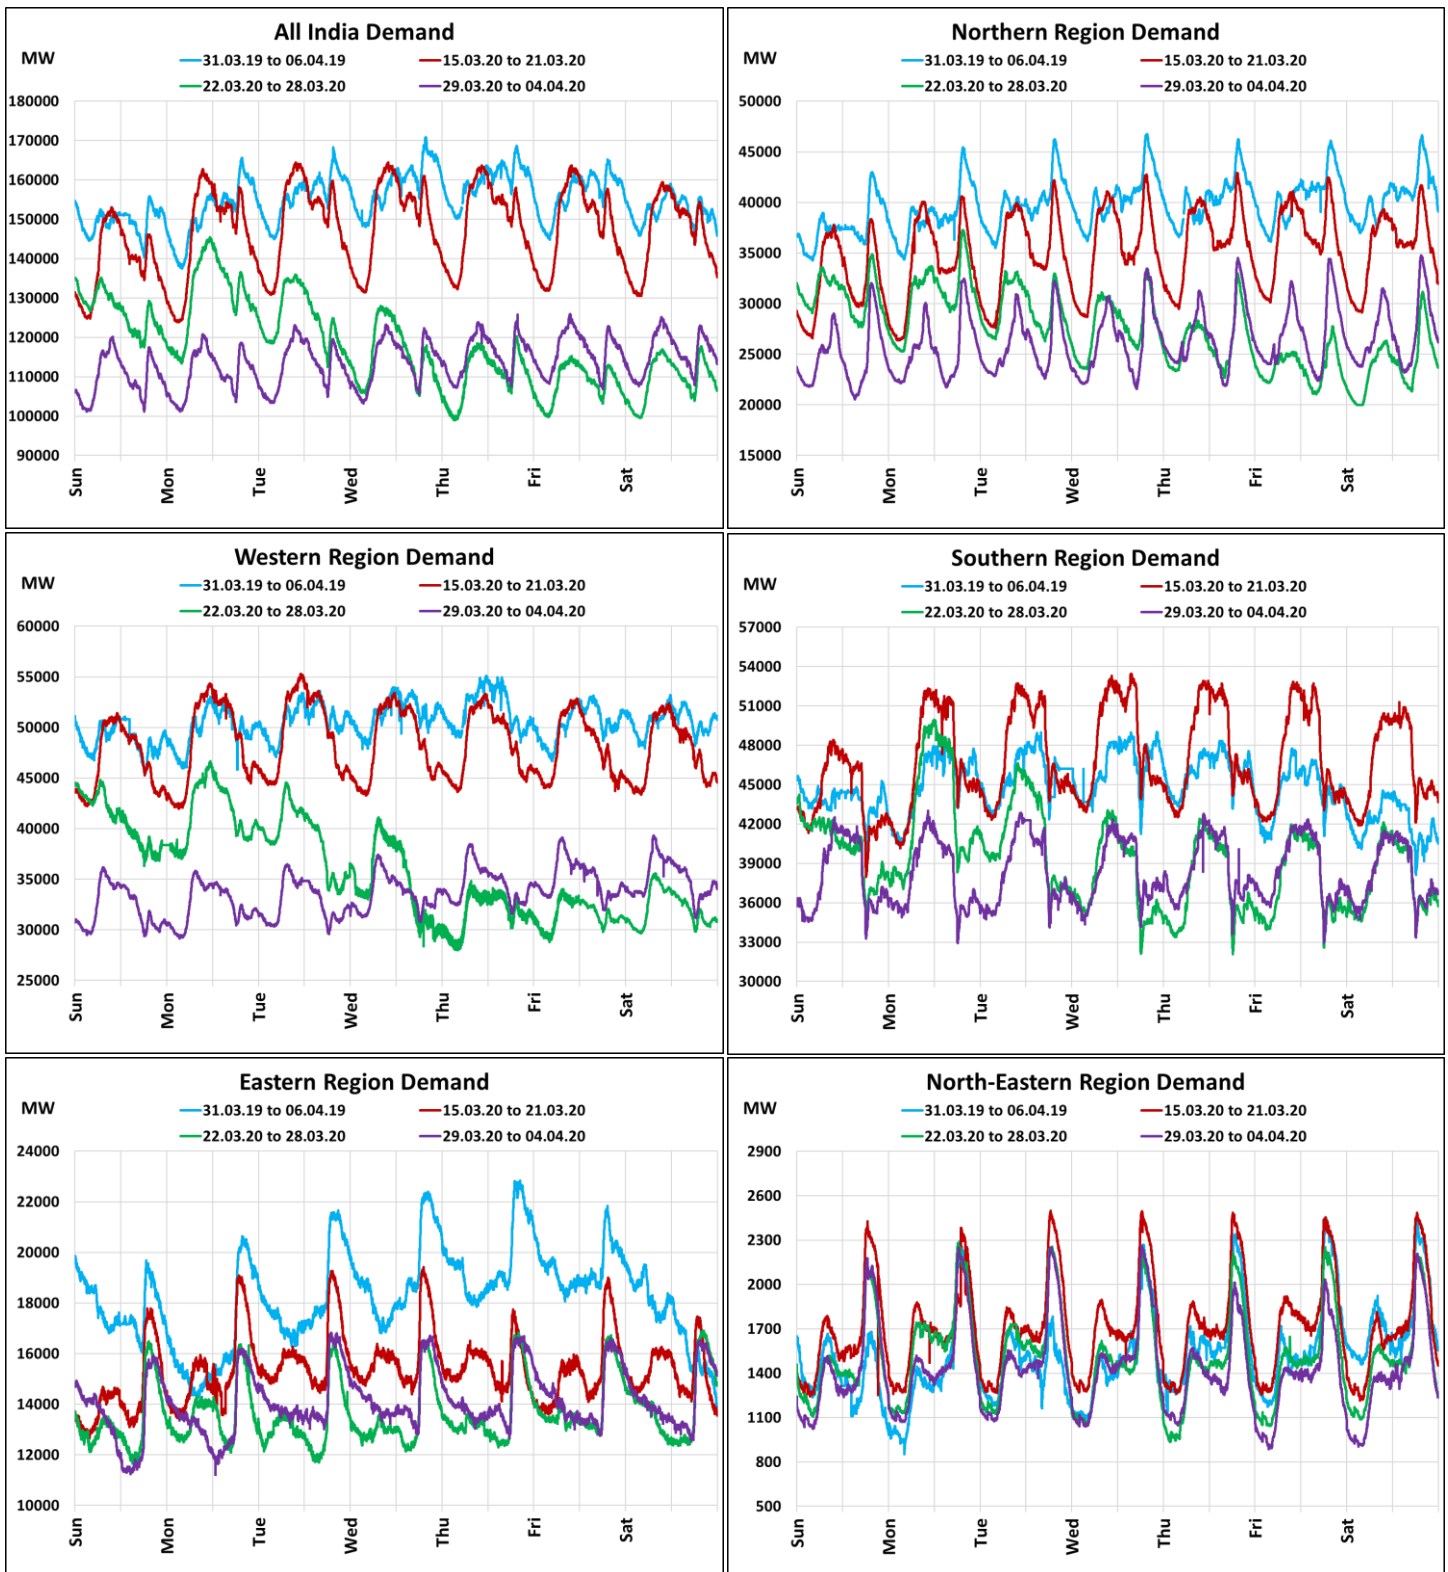 All India Demand
MW
31.03.19 to 06.04.19
15.03.20 to 21.03.20
22.03.20 to 28.03.20
29.03.20 to 04.04.20
180000
170000
160000
150000
140000
130000
120000
110000
100000
90000
Sun
Mon
Tue
Wed
Thu
Fri
Sat
Northern Region Demand
MW
31.03.19 to 06.04.19
15.03.20 to 21.03.20
22.03.20 to 28.03.20
29.03.20 to 04.04.20
50000
45000
40000
35000
30000
25000
20000
15000
Sun
Mon
Tue
Wed
Thu
Fri
Sat
Western Region Demand
MW
31.03.19 to 06.04.19
15.03.20 to 21.03.20
22.03.20 to 28.03.20
29.03.20 to 04.04.20
60000
55000
50000
45000
40000
35000
30000
25000
Sun
Mon
Tue
Wed
Thu
Fri
Sat
Southern Region Demand
MW
31.03.19 to 06.04.19
15.03.20 to 21.03.20
22.03.20 to 28.03.20
29.03.20 to 04.04.20
57000
54000
51000
48000
45000
42000
39000
36000
33000
30000
Sun
Mon
Tue
Wed
Thu
Fri
Sat
Eastern Region Demand
MW
31.03.19 to 06.04.19
15.03.20 to 21.03.20
22.03.20 to 28.03.20
29.03.20 to 04.04.20
24000
22000
20000
18000
16000
14000
12000
10000
Sun
Mon
Tue
Wed
Thu
Fri
Sat
North-Eastern Region Demand
MW
31.03.19 to 06.04.19
15.03.20 to 21.03.20
22.03.20 to 28.03.20
29.03.20 to 04.04.20
2900
2600
2300
2000
1700
1400
1100
800
500
Sun
Mon
Tue
Wed
Thu
Fri
Sat